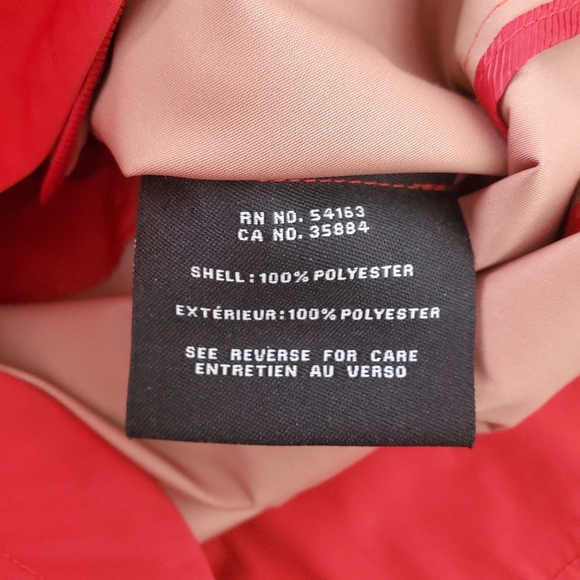 RN NO. 54163
CA NO. 35884
SHELL: 100% POLYESTER
EXTÉRIEUR: 100% POLYESTER
SEE REVERSE FOR CARE
ENTRETIEN AU VERSO